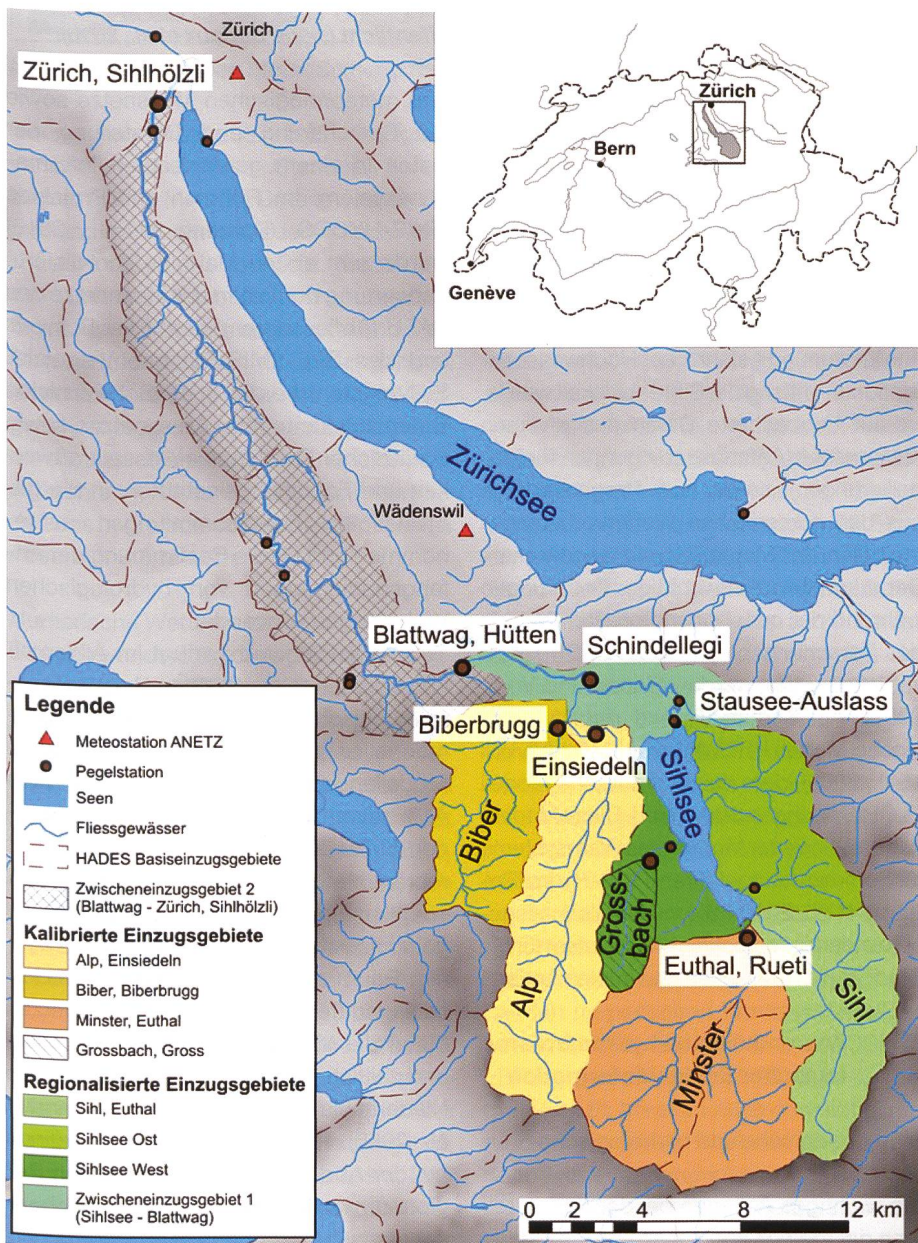 Zürich
Zürich, Sihlhölzli
Zürich
Bern
Genève
Zürichsee
Wädenswil
Blattwag, Hütten
Schindellegi
Stausee-Auslass
Biberbrugg
Einsiedeln
Sihlsee
Biber
Gross-
bach
Euthal, Rueti
Alp
Sihl
Minster
Legende
Meteostation ANETZ
Pegelstation
Seen
Fliessgewässer
HADES Basiseinzugsgebiete
Zwischeneinzugsgebiet 2
(Blattwag - Zürich, Sihlhölzli)
Kalibrierte Einzugsgebiete
Alp, Einsiedeln
Biber, Biberbrugg
Minster, Euthal
Grossbach, Gross
Regionalisierte Einzugsgebiete
Sihl, Euthal
Sihlsee Ost
Sihlsee West
Zwischeneinzugsgebiet 1
(Sihlsee - Blattwag)
0 4 8 12 km